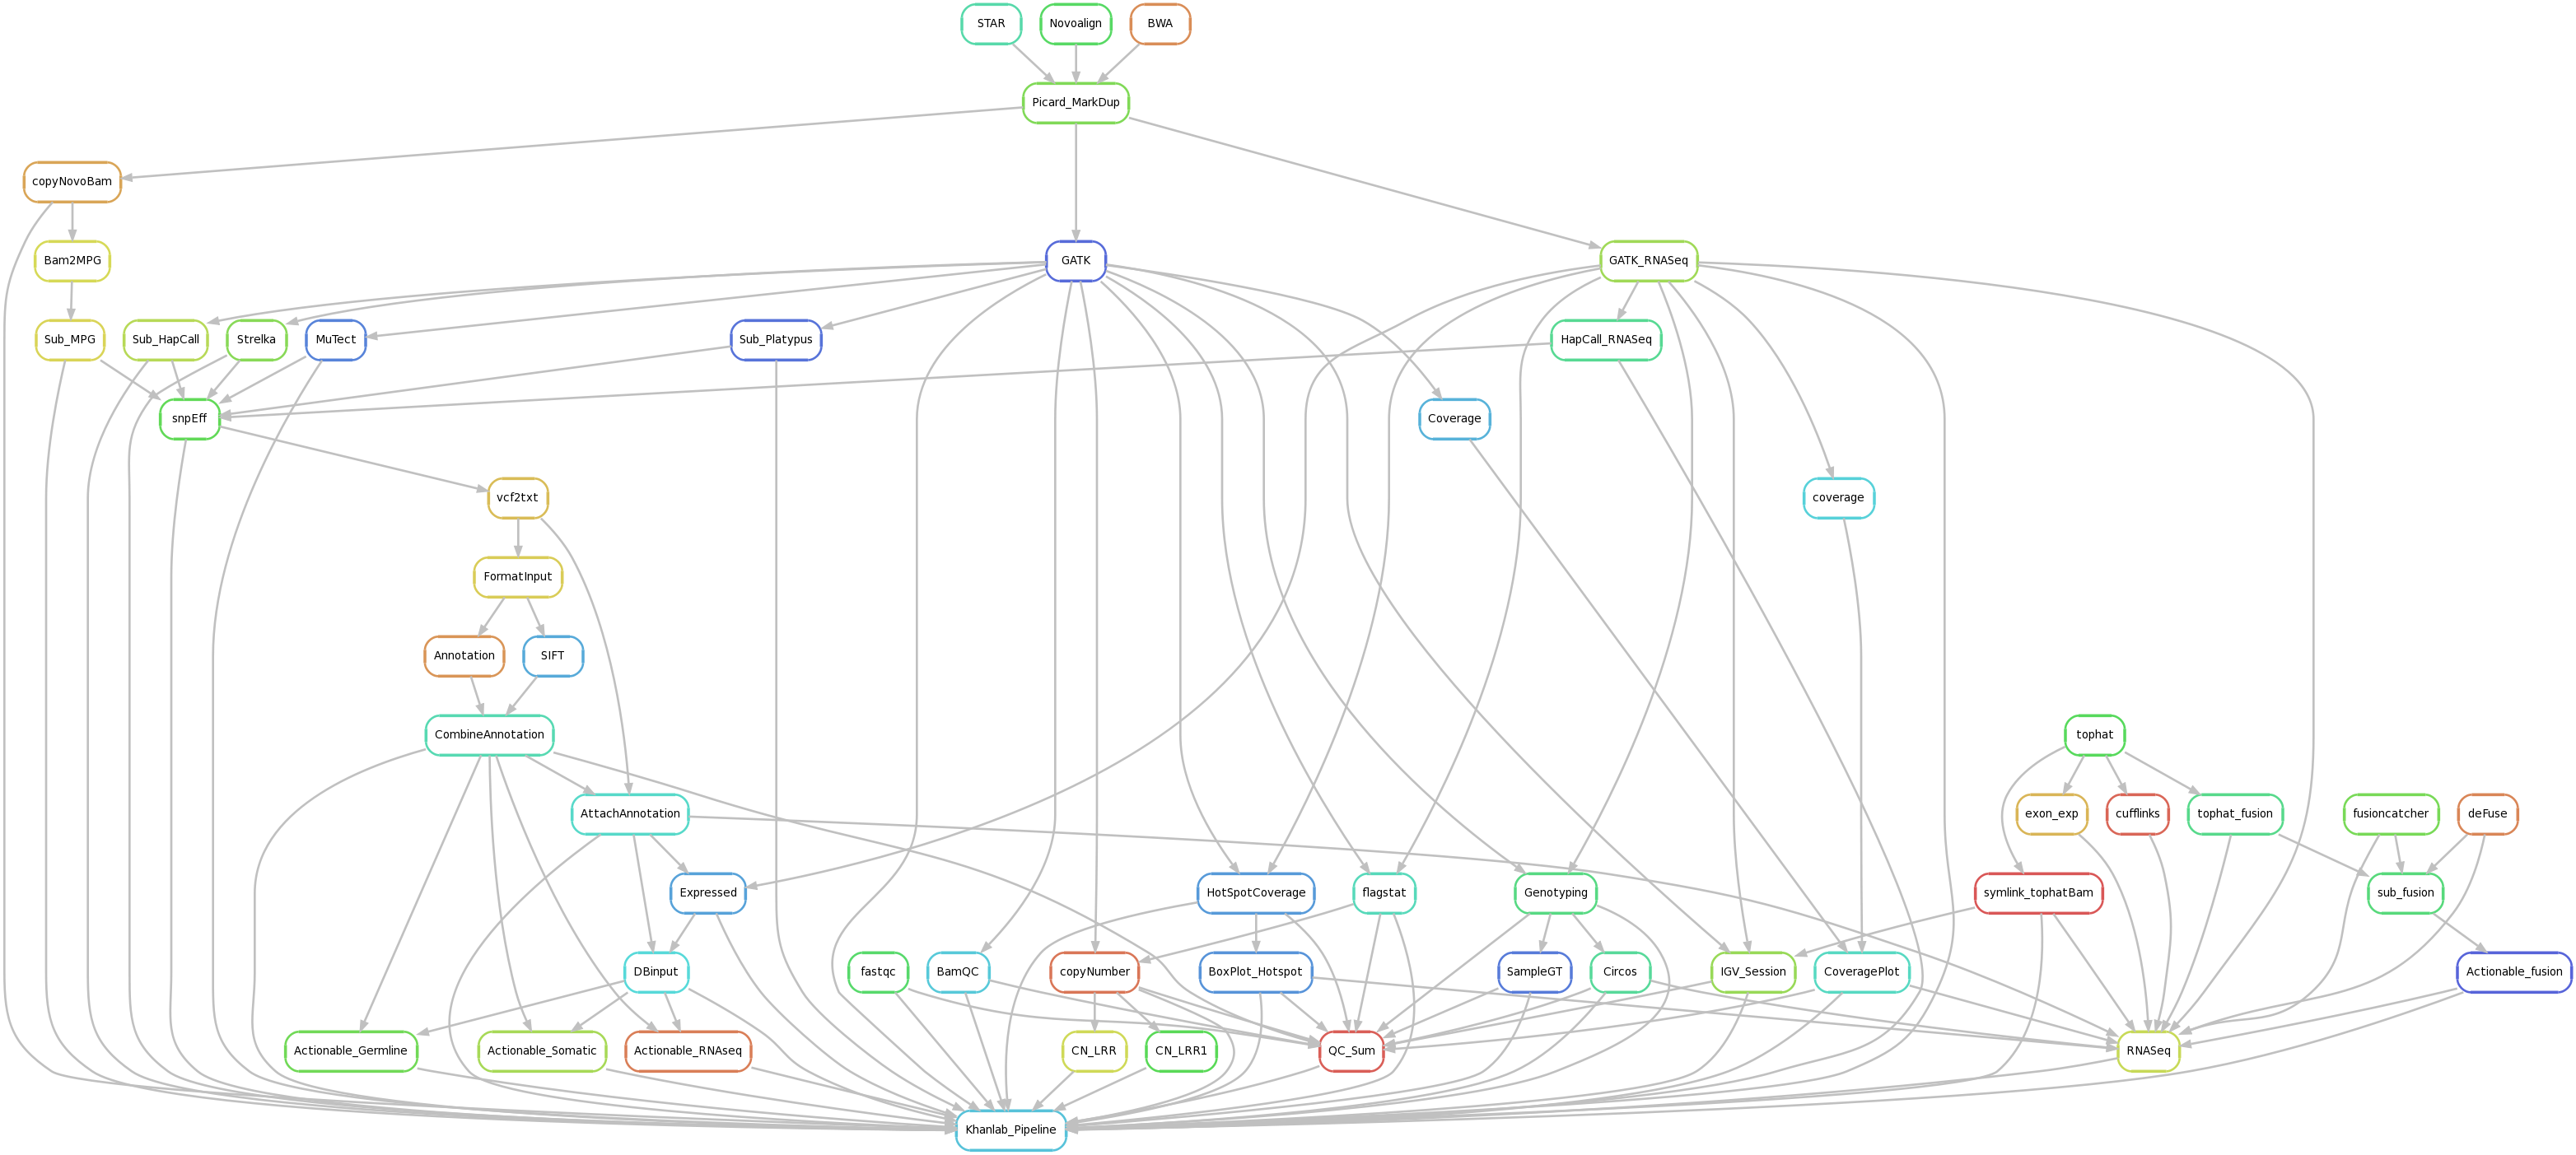 STAR
Novoalign
BWA
Picard_MarkDup
copyNovoBam
Bam2MPG
GATK
GATK_RNASeq
Sub_MPG
Sub_HapCall
Strelka
MuTect
Sub_Platypus
HapCall_RNASeq
snpEff
Coverage
vcf2txt
coverage
FormatInput
Annotation
SIFT
CombineAnnotation
tophat
AttachAnnotation
exon_exp
cufflinks
tophat_fusion
fusioncatcher
deFuse
Expressed
HotSpotCoverage
flagstat
Genotyping
symlink_tophatBam
sub_fusion
DBinput
fastqc
BamQC
copyNumber
BoxPlot_Hotspot
SampleGT
Circos
IGV_Session
CoveragePlot
Actionable_fusion
Actionable_Germline
Actionable_Somatic
Actionable_RNAseq
CN_LRR
CN_LRR1
QC_Sum
RNASeq
Khanlab_Pipeline